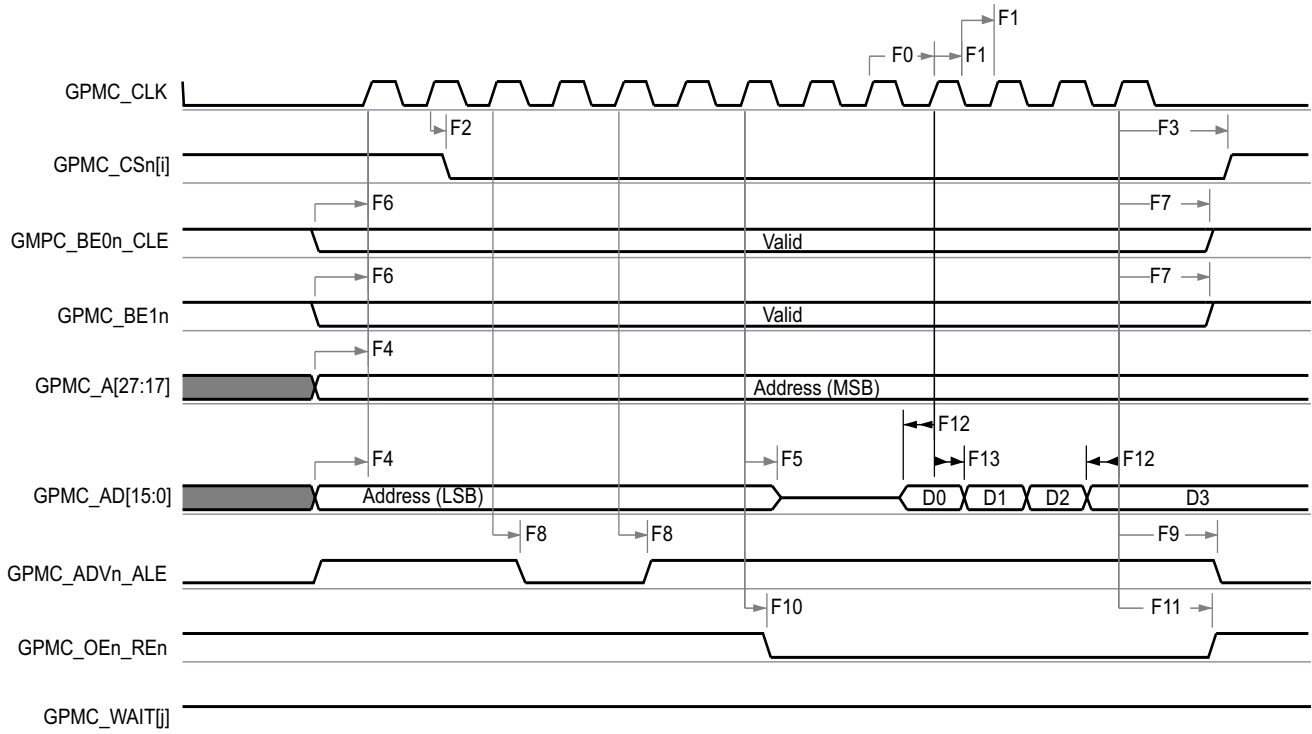 F1
F0
F1
GPMC_CLK
F2
F3
GPMC_CSn[i]
F6
F7
GMPC_BE0n_CLE
Valid
F6
F7
GPMC_BE1n
Valid
F4
GPMC_A[27:17]
Address (MSB)
F12
F4
F5
F13
F12
GPMC_AD[15:0]
Address (LSB)
D0
D1
D2
D3
F8
F8
F9
GPMC_ADVn_ALE
F10
F11
GPMC_OEn_REn
GPMC_WAIT[j]